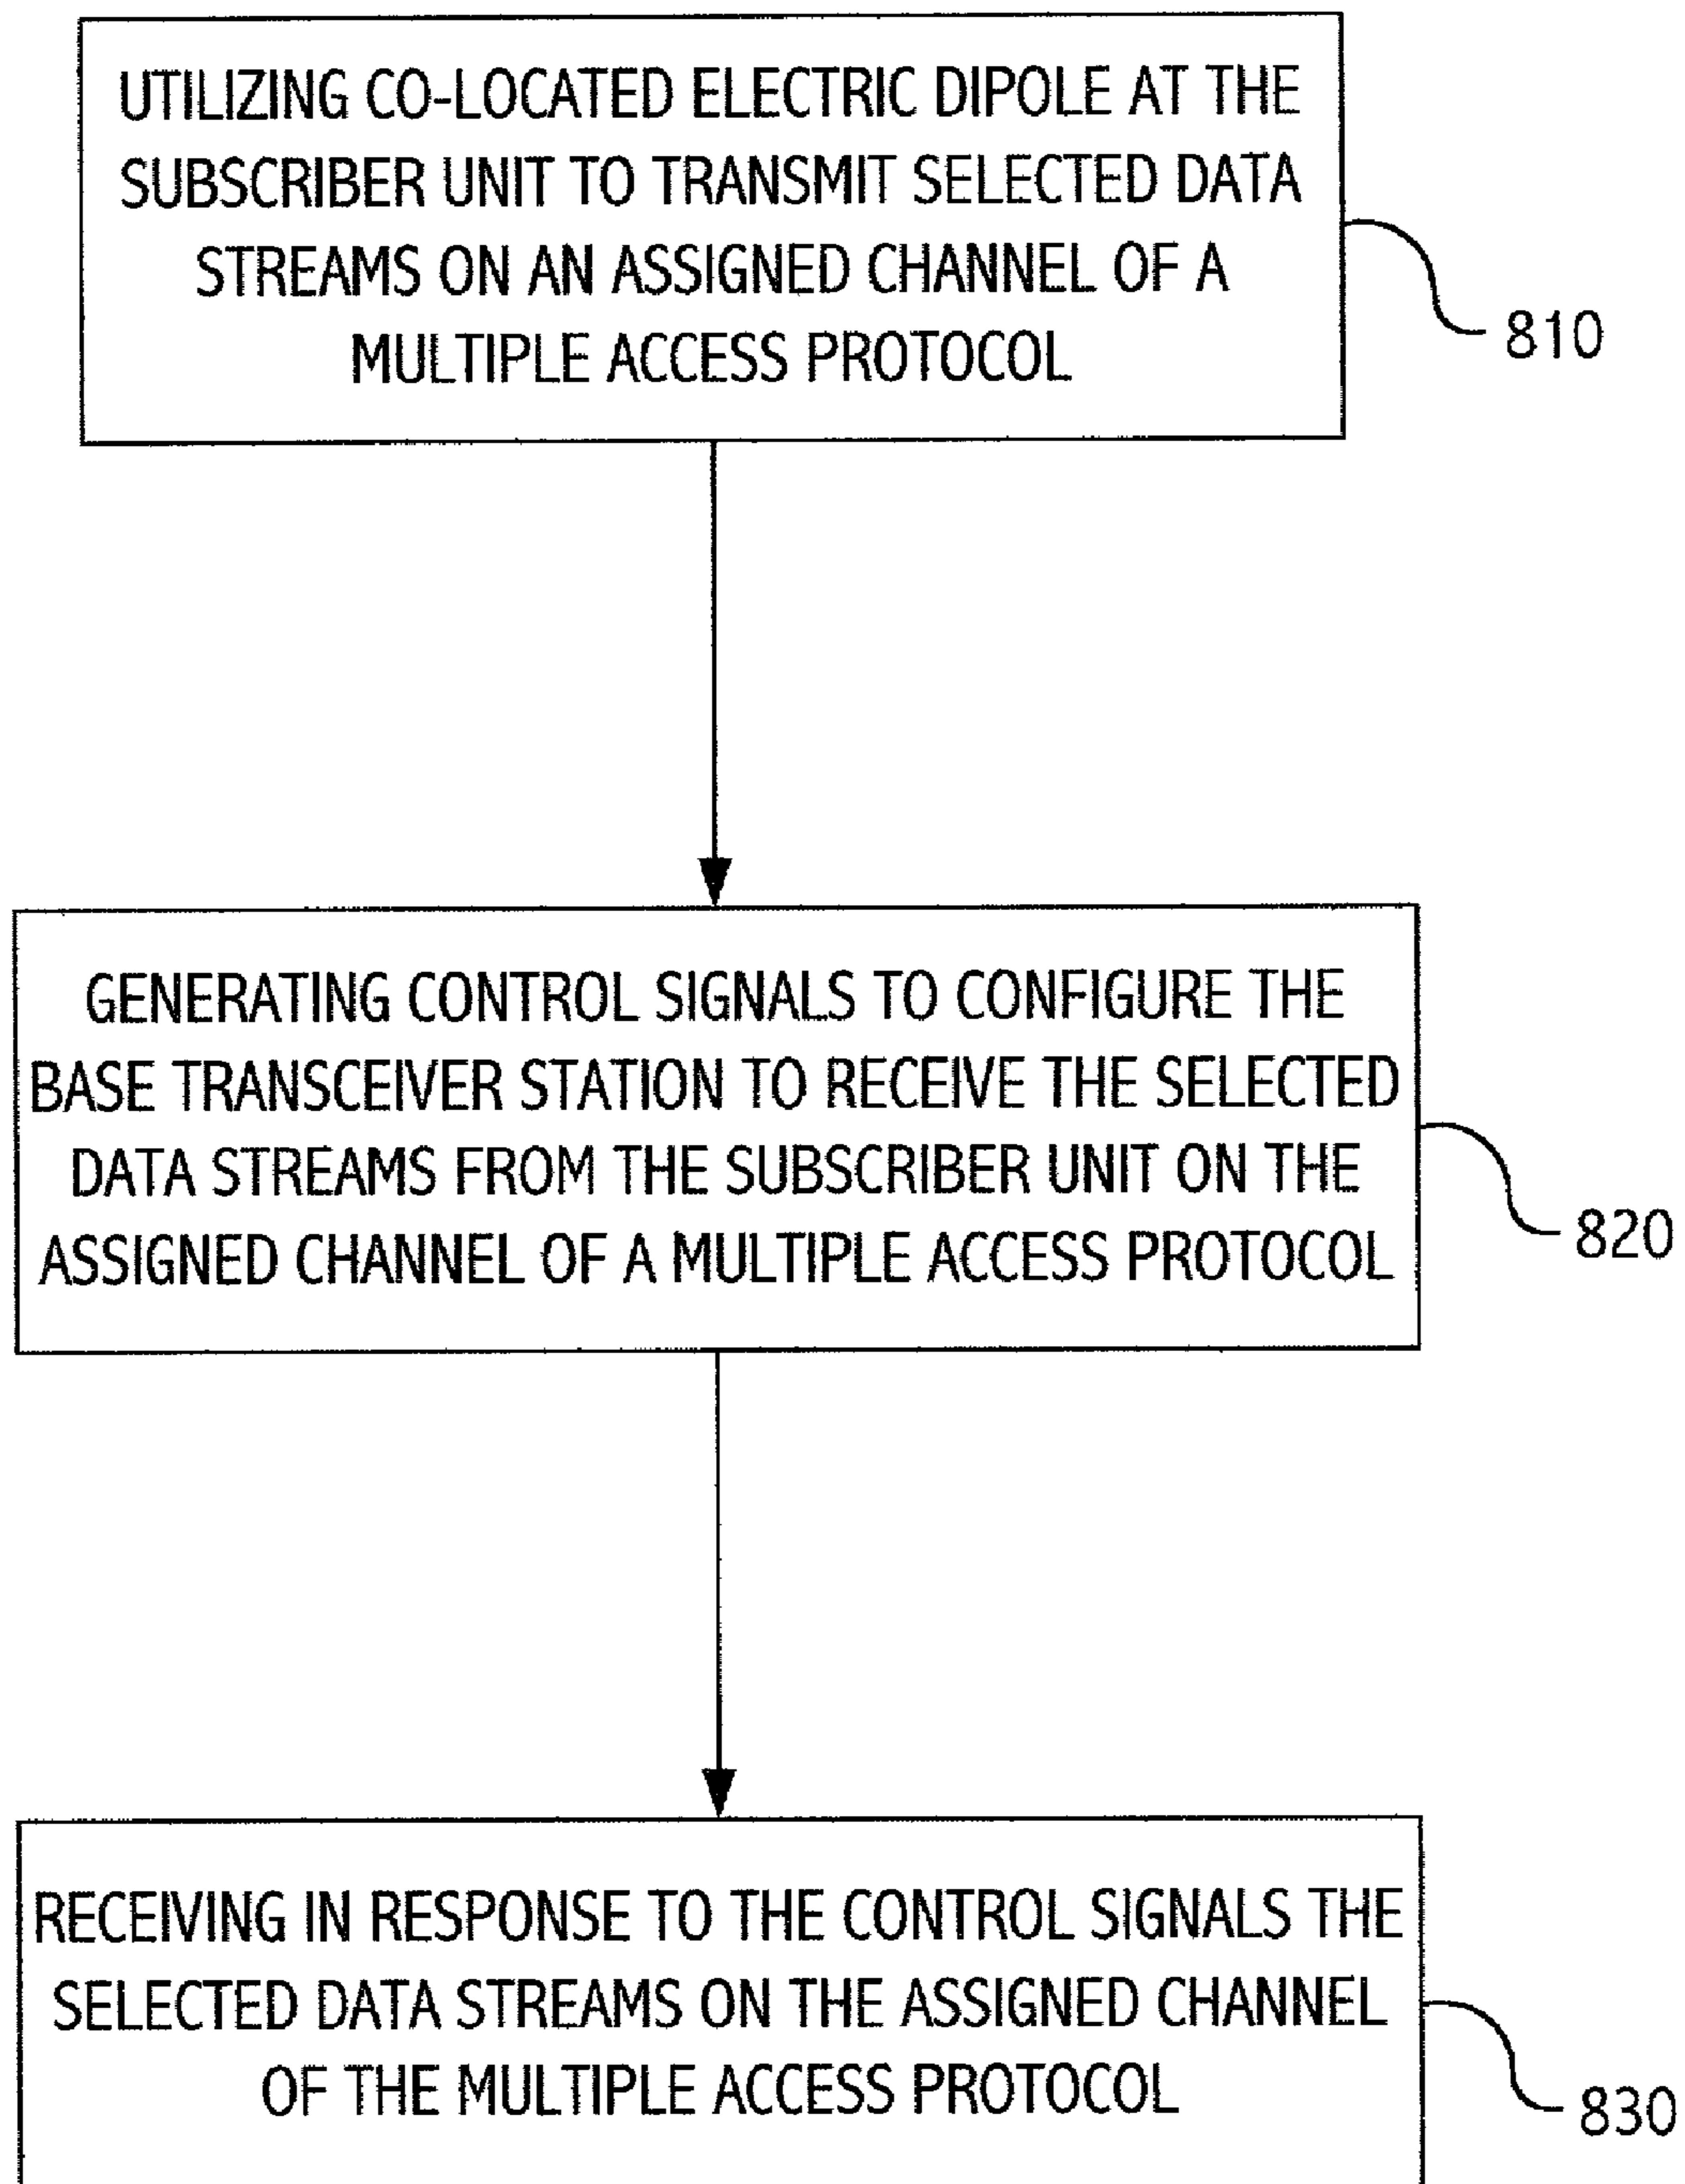 UTILIZING CO-LOCATED ELECTRIC DIPOLE AT THE
SUBSCRIBER UNIT TO TRANSMIT SELECTED DATA
STREAMS ON AN ASSIGNED CHANNEL OF A
MULTIPLE ACCESS PROTOCOL
810
GENERATING CONTROL SIGNALS TO CONFIGURE THE
BASE TRANSCEIVER STATION TO RECEIVE THE SELECTED
DATA STREAMS FROM THE SUBSCRIBER UNIT ON THE
ASSIGNED CHANNEL OF A MULTIPLE ACCESS PROTOCOL
820
RECEIVING IN RESPONSE TO THE CONTROL SIGNALS THE
SELECTED DATA STREAMS ON THE ASSIGNED CHANNEL
OF THE MULTIPLE ACCESS PROTOCOL
830